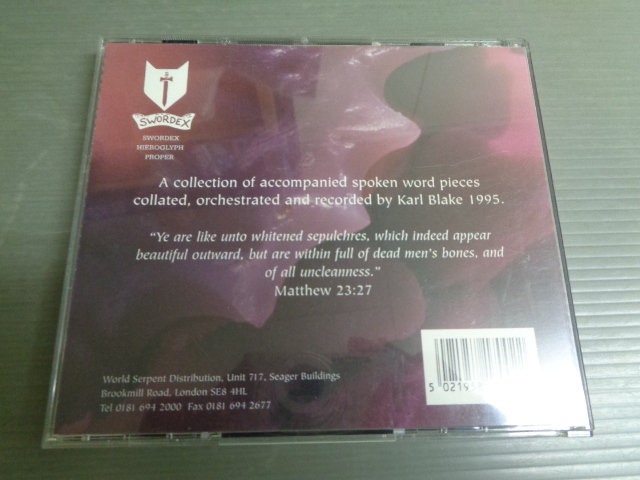 SWORDEX
SWORDEX
HIEROGLYPH
PROPER
A collection of accompanied spoken word pieces
collated, orchestrated and recorded by Karl Blake 1995.
“Ye are like unto whitened sepulchres, which indeed appear
beautiful outward, but are within full of dead men's bones, and
of all uncleanness.”
Matthew 23:27
World Serpent Distribution, Unit 717, Seager Buildings
Brookmill Road, London SE8 4HL
Tel 0181 694 2000 Fax 0181 694 2677